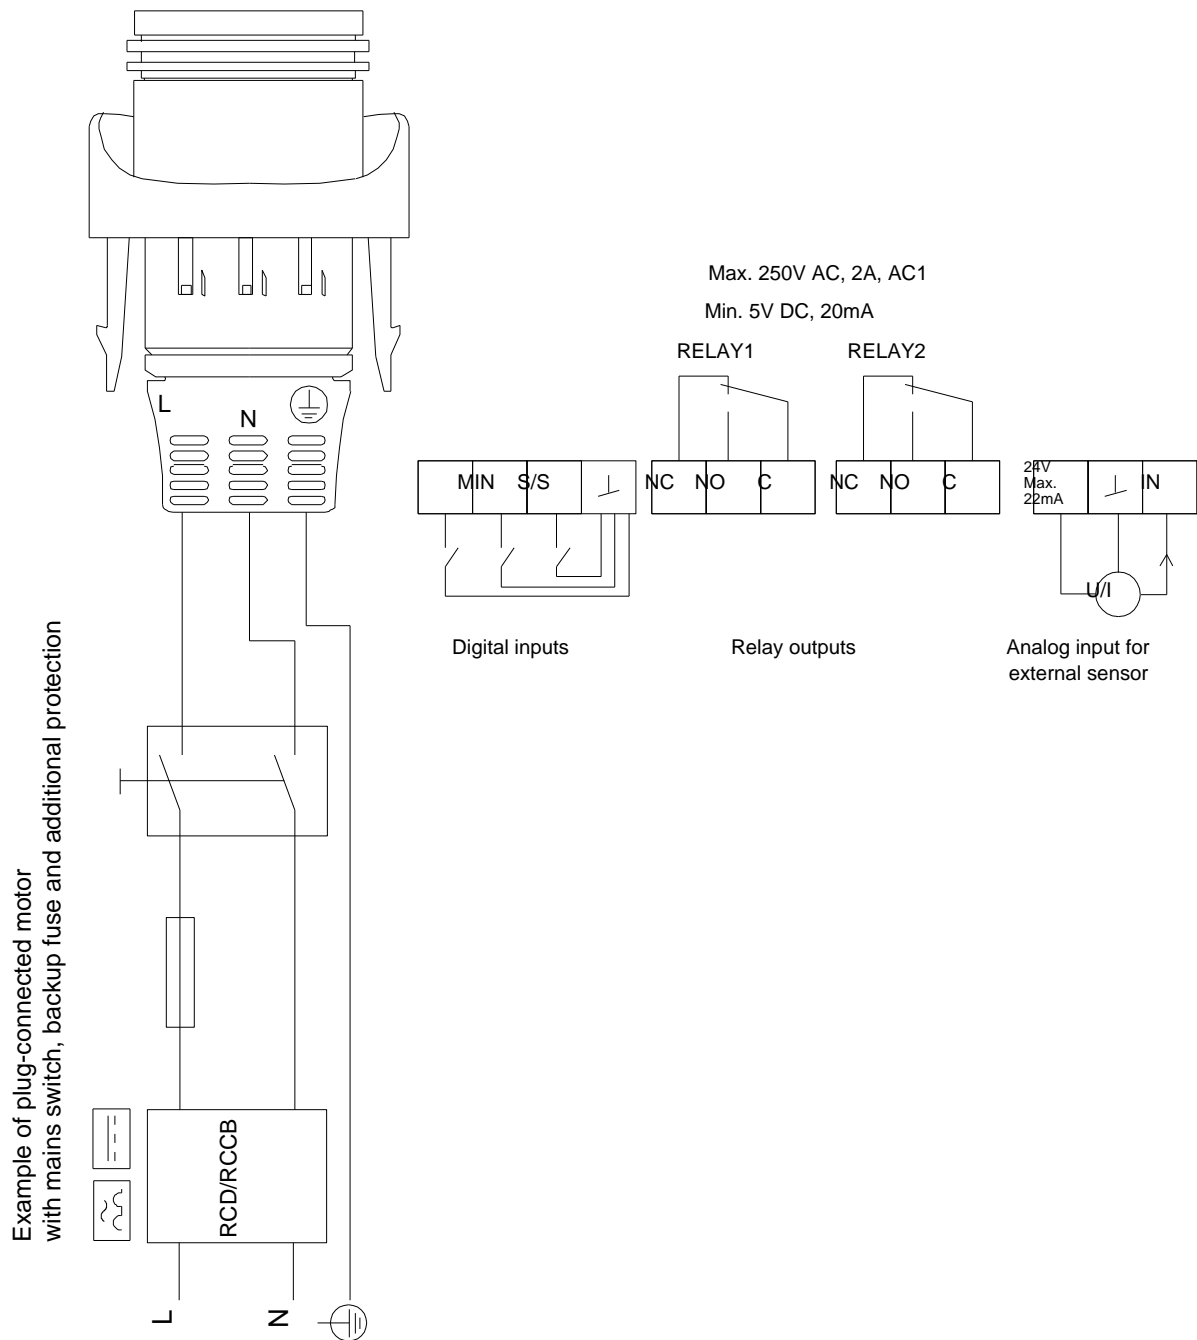 Max. 250V AC, 2A, AC1
Min. 5V DC, 20mA
RELAY1 RELAY2
L
N
MIN S/S
NC NO C
NC NO C
24V
Max.
22mA
IN
U/I
Digital inputs
Relay outputs
Analog input for
external sensor
Example of plug-connected motor
with mains switch, backup fuse and additional protection
RCD/RCCB
L
N